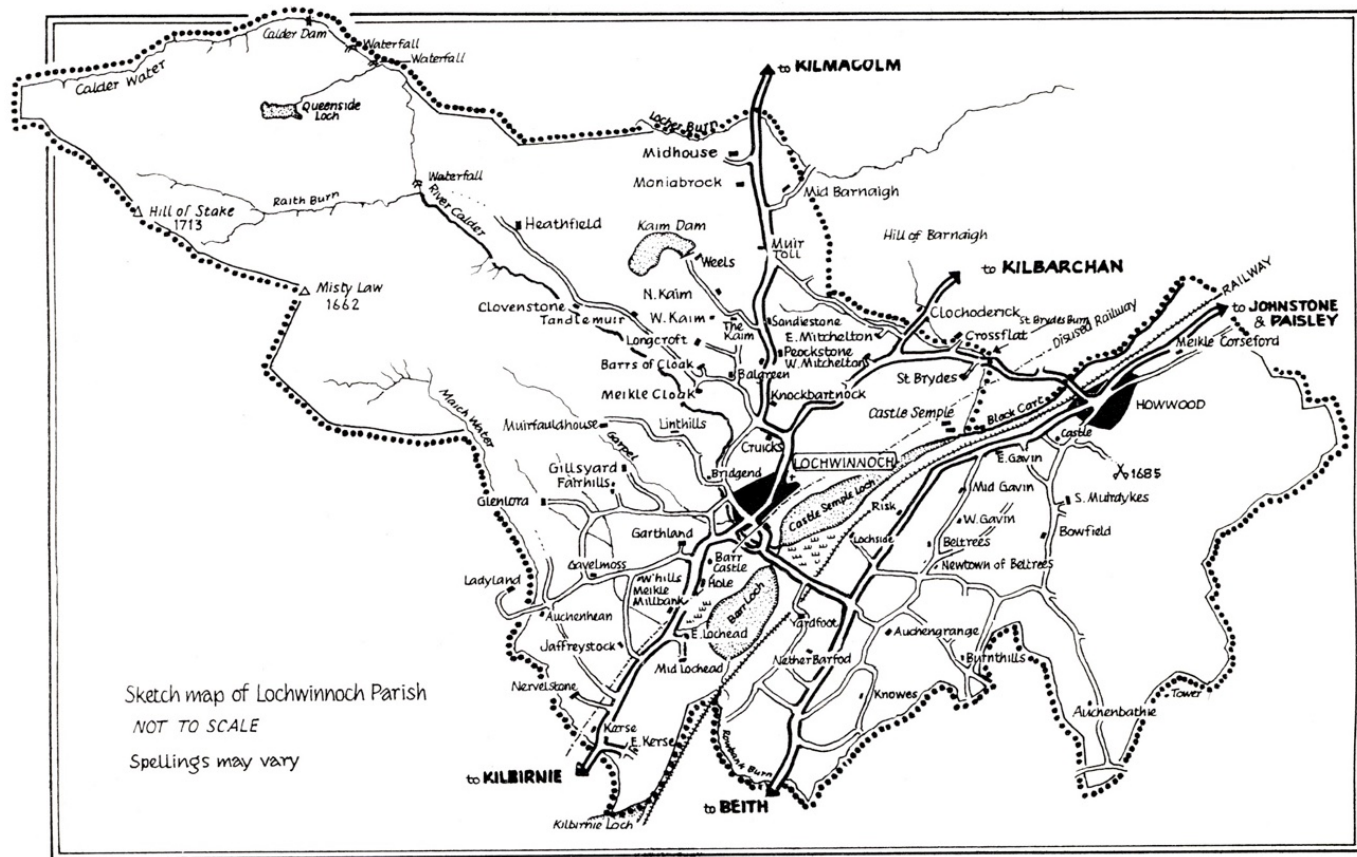 Calder Dam
Waterfall
Waterfall
Calder Water
to KILMACOLM
Queenside
Loch
Locher Burn
Midhouse
Moniabrock
Mid Barnaigh
Waterfall
River Calder
Raith Burn
Hill of Stake
1713
Heathfield
Kaim Dam
Muir
Toll
Hill of Barnaigh
Weels
to KILBARCHAN
RAILWAY
Misty Law
1662
N. Kaim
Clovenstone
Tandlemuir
W. Kaim
The
Kaim
Sandiestone
E. Mitchelton
Clochoderick
St. Brydes Burn
Crossflat
Disused Railway
to JOHNSTONE
& PAISLEY
Longcroft
Peockstone
W. Mitchelton
Meikle Corseford
Barrs of Cloak
Balgreen
St. Brydes
Meikle Cloak
Knockbartnock
HOWWOOD
Maich Water
Castle Semple
Black Cart
Muirfauldhouse
Garpel
Linthills
Cruicks
Castle
Bridgend
LOCHWINNOCH
E. Gavin
1685
Gillsyard
Fairhills
Mid Gavin
S. Muirdykes
Glenlora
Castle Semple Loch
Risk
W. Gavin
Bowfield
Garthland
Lochside
Beltrees
Barr
Castle
Newtown of Beltrees
Gavelmoss
Hole
Ladyland
W'hills
Meikle
Millbank
Barr Loch
Auchenhean
Yardfoot
E. Lochead
Auchengrange
Jaffreystock
Mid Lochead
Nether Barfod
Burnthills
Nervelstone
Knowes
Tower
Auchenbathie
Sketch map of Lochwinnoch Parish
NOT TO SCALE
Spellings may vary
Kerse
E. Kerse
Rowbank Burn
to KILBIRNIE
to BEITH
Kilbirnie Loch